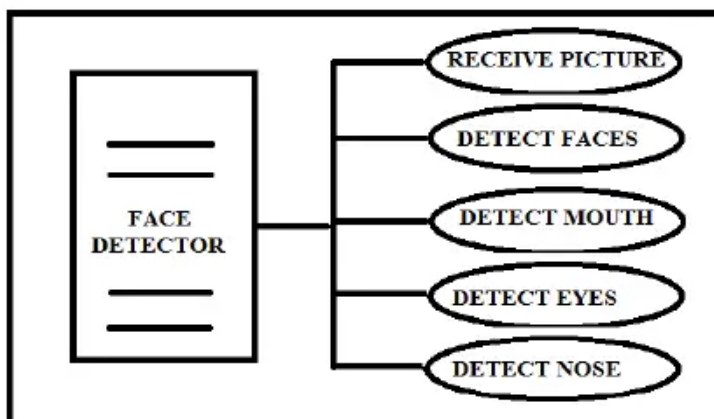 FACE
DETECTOR
RECEIVE PICTURE
DETECT FACES
DETECT MOUTH
DETECT EYES
DETECT NOSE